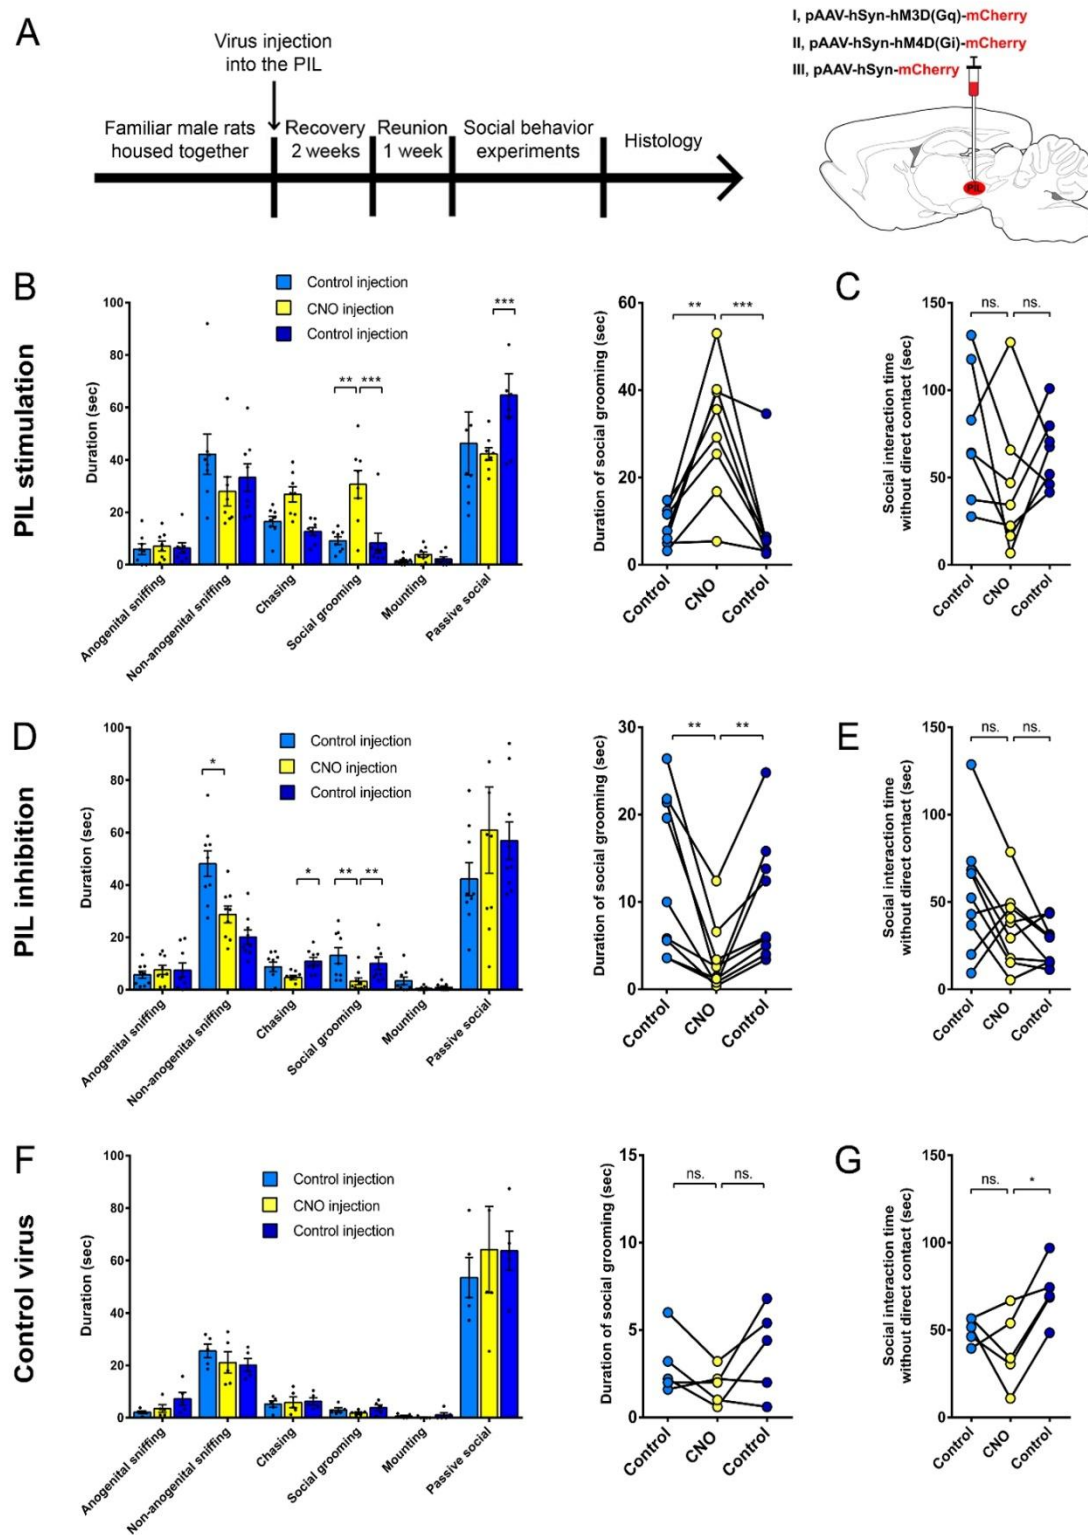 A
Virus injection
into the PIL
Familiar male rats
housed together
Recovery
2 weeks
Reunion
1 week
Social behavior
experiments
Histology
I, pAAV-hSyn-hM3D(Gq)-mCherry
II, pAAV-hSyn-hM4D(Gi)-mCherry
III, pAAV-hSyn-mCherry
PIL
PIL stimulation
B
Control injection
CNO injection
Control injection
Duration (sec)
100
80
60
40
20
0
** ***
***
Anogenital sniffing
Non-anogenital sniffing
Chasing
Social grooming
Mounting
Passive social
Duration of social grooming (sec)
60
40
20
0
** ***
Control
CNO
Control
C
Social interaction time
without direct contact (sec)
150
100
50
0
ns. ns.
Control
CNO
Control
PIL inhibition
D
Control injection
CNO injection
Control injection
Duration (sec)
100
80
60
40
20
0
*
*
** **
Anogenital sniffing
Non-anogenital sniffing
Chasing
Social grooming
Mounting
Passive social
Duration of social grooming (sec)
30
20
10
0
** **
Control
CNO
Control
E
Social interaction time
without direct contact (sec)
150
100
50
0
ns. ns.
Control
CNO
Control
Control virus
F
Control injection
CNO injection
Control injection
Duration (sec)
100
80
60
40
20
0
Anogenital sniffing
Non-anogenital sniffing
Chasing
Social grooming
Mounting
Passive social
Duration of social grooming (sec)
15
10
5
0
ns. ns.
Control
CNO
Control
G
Social interaction time
without direct contact (sec)
150
100
50
0
ns. *
Control
CNO
Control